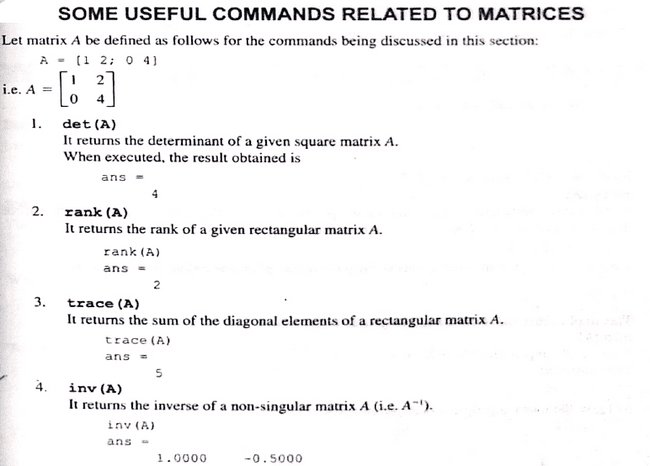 SOME USEFUL COMMANDS RELATED TO MATRICES
Let matrix A be defined as follows for the commands being discussed in this section:
A = [1 2; 0 4]
i.e. A = [1 2
0 4]
1. det(A)
It returns the determinant of a given square matrix A.
When executed, the result obtained is
ans =
4
2. rank(A)
It returns the rank of a given rectangular matrix A.
rank(A)
ans =
2
3. trace(A)
It returns the sum of the diagonal elements of a rectangular matrix A.
trace(A)
ans =
5
4. inv(A)
It returns the inverse of a non-singular matrix A (i.e. A⁻¹).
inv(A)
ans =
1.0000 -0.5000